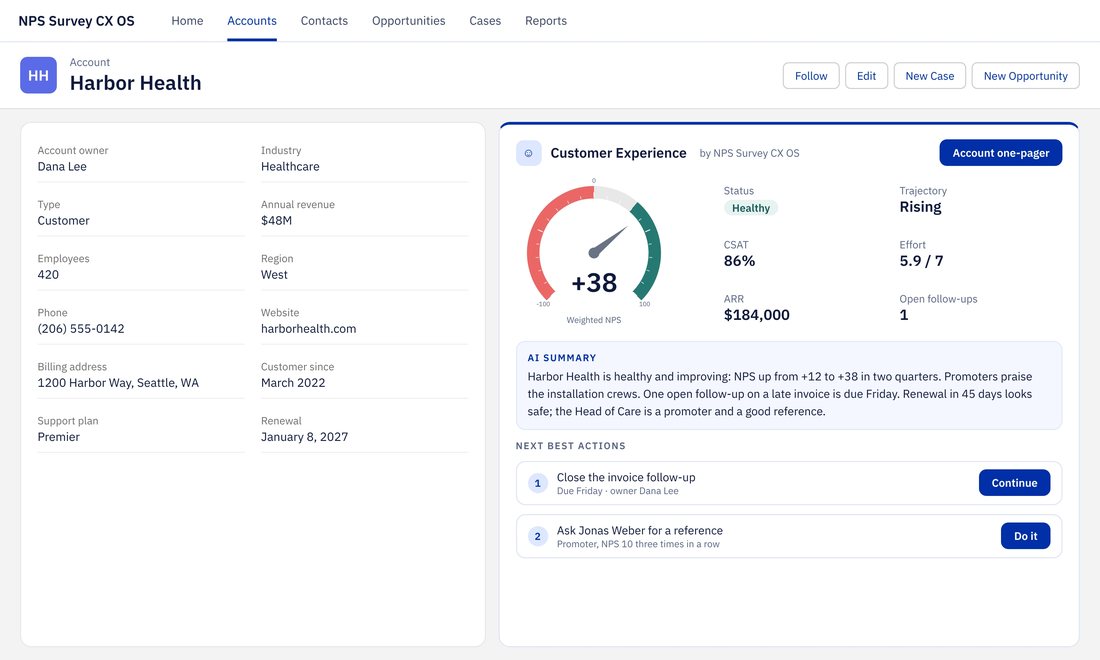 NPS Survey CX OS
Home
Accounts
Contacts
Opportunities
Cases
Reports
HH
Account
Harbor Health
Follow
Edit
New Case
New Opportunity
Account owner
Dana Lee
Industry
Healthcare
Type
Customer
Annual revenue
$48M
Employees
420
Region
West
Phone
(206) 555-0142
Website
harborhealth.com
Billing address
1200 Harbor Way, Seattle, WA
Customer since
March 2022
Support plan
Premier
Renewal
January 8, 2027
Customer Experience
by NPS Survey CX OS
Account one-pager
0
-100
100
+38
Weighted NPS
Status
Healthy
Trajectory
Rising
CSAT
86%
Effort
5.9 / 7
ARR
$184,000
Open follow-ups
1
AI SUMMARY
Harbor Health is healthy and improving: NPS up from +12 to +38 in two quarters. Promoters praise
the installation crews. One open follow-up on a late invoice is due Friday. Renewal in 45 days looks
safe; the Head of Care is a promoter and a good reference.
NEXT BEST ACTIONS
1
Close the invoice follow-up
Due Friday · owner Dana Lee
Continue
2
Ask Jonas Weber for a reference
Promoter, NPS 10 three times in a row
Do it